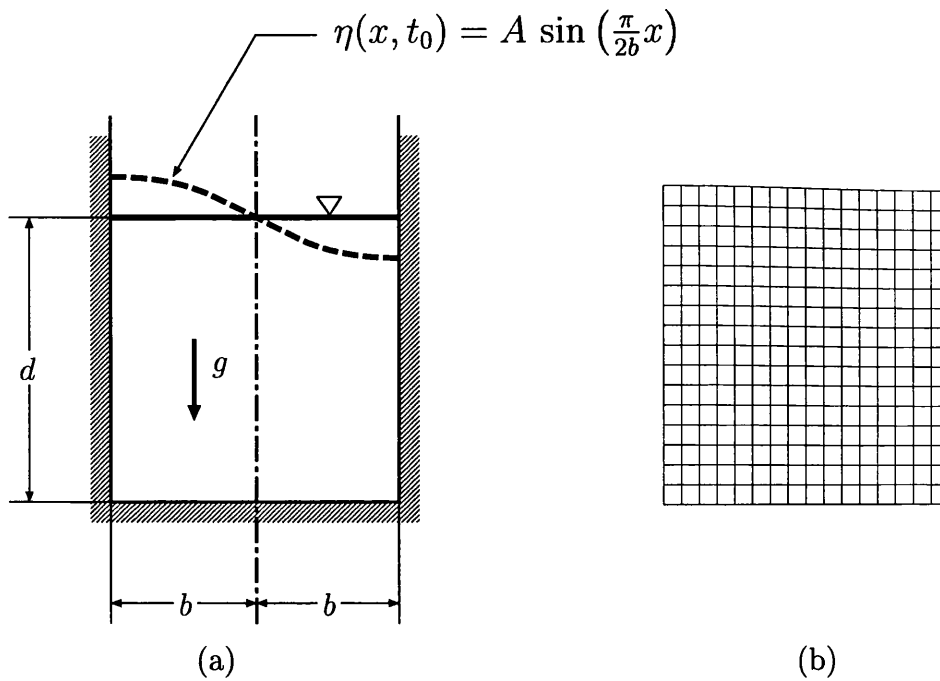 η(x, t₀) = A sin (π/2b x)
d
g
b b
(a) (b)